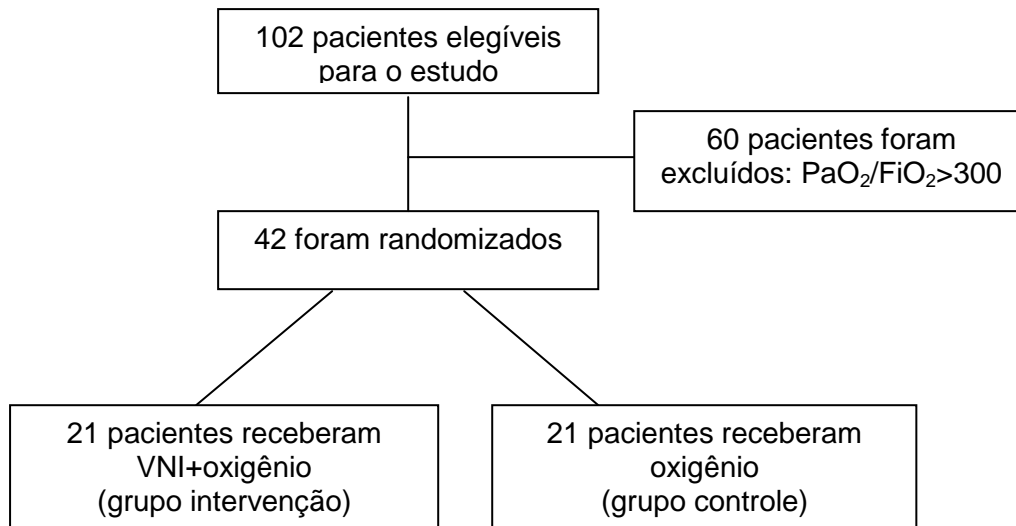 102 pacientes elegíveis
para o estudo
60 pacientes foram
excluídos: PaO₂/FiO₂>300
42 foram randomizados
21 pacientes receberam
VNI+oxigênio
(grupo intervenção)
21 pacientes receberam
oxigênio
(grupo controle)